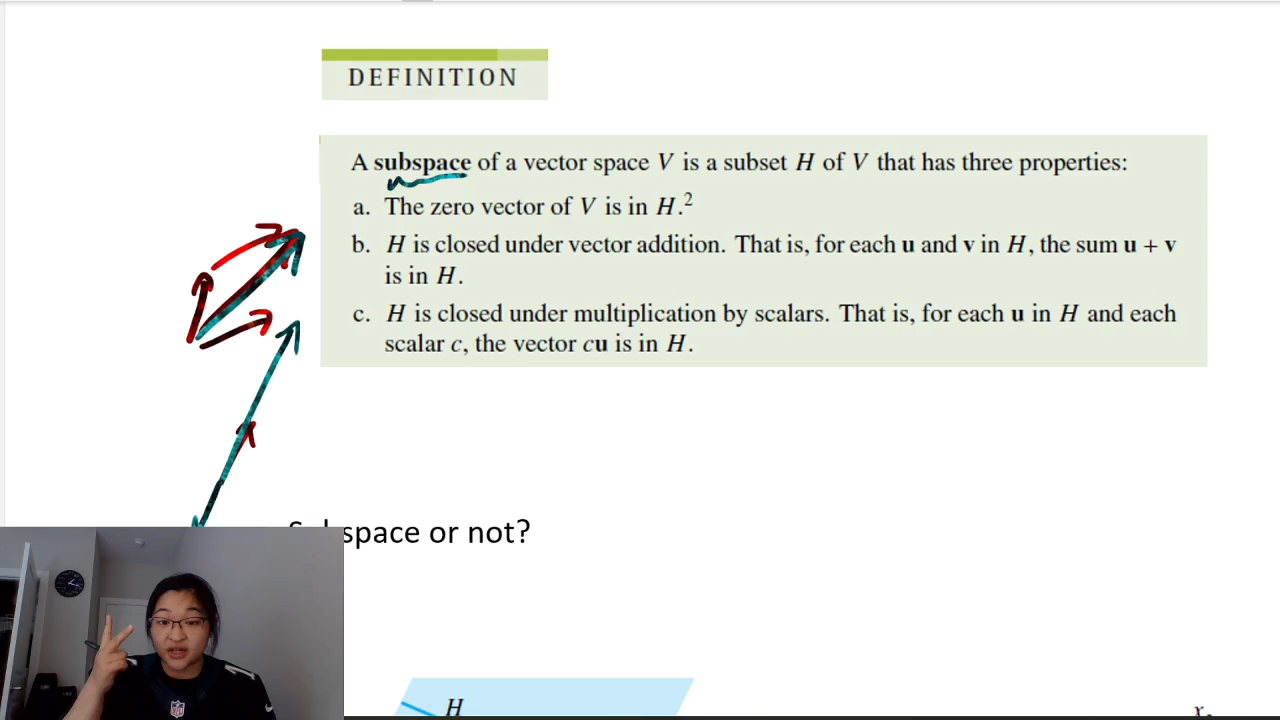 DEFINITION
A subspace of a vector space V is a subset H of V that has three properties:
a. The zero vector of V is in H.²
b. H is closed under vector addition. That is, for each u and v in H, the sum u + v
is in H.
c. H is closed under multiplication by scalars. That is, for each u in H and each
scalar c, the vector cu is in H.
space or not?
H